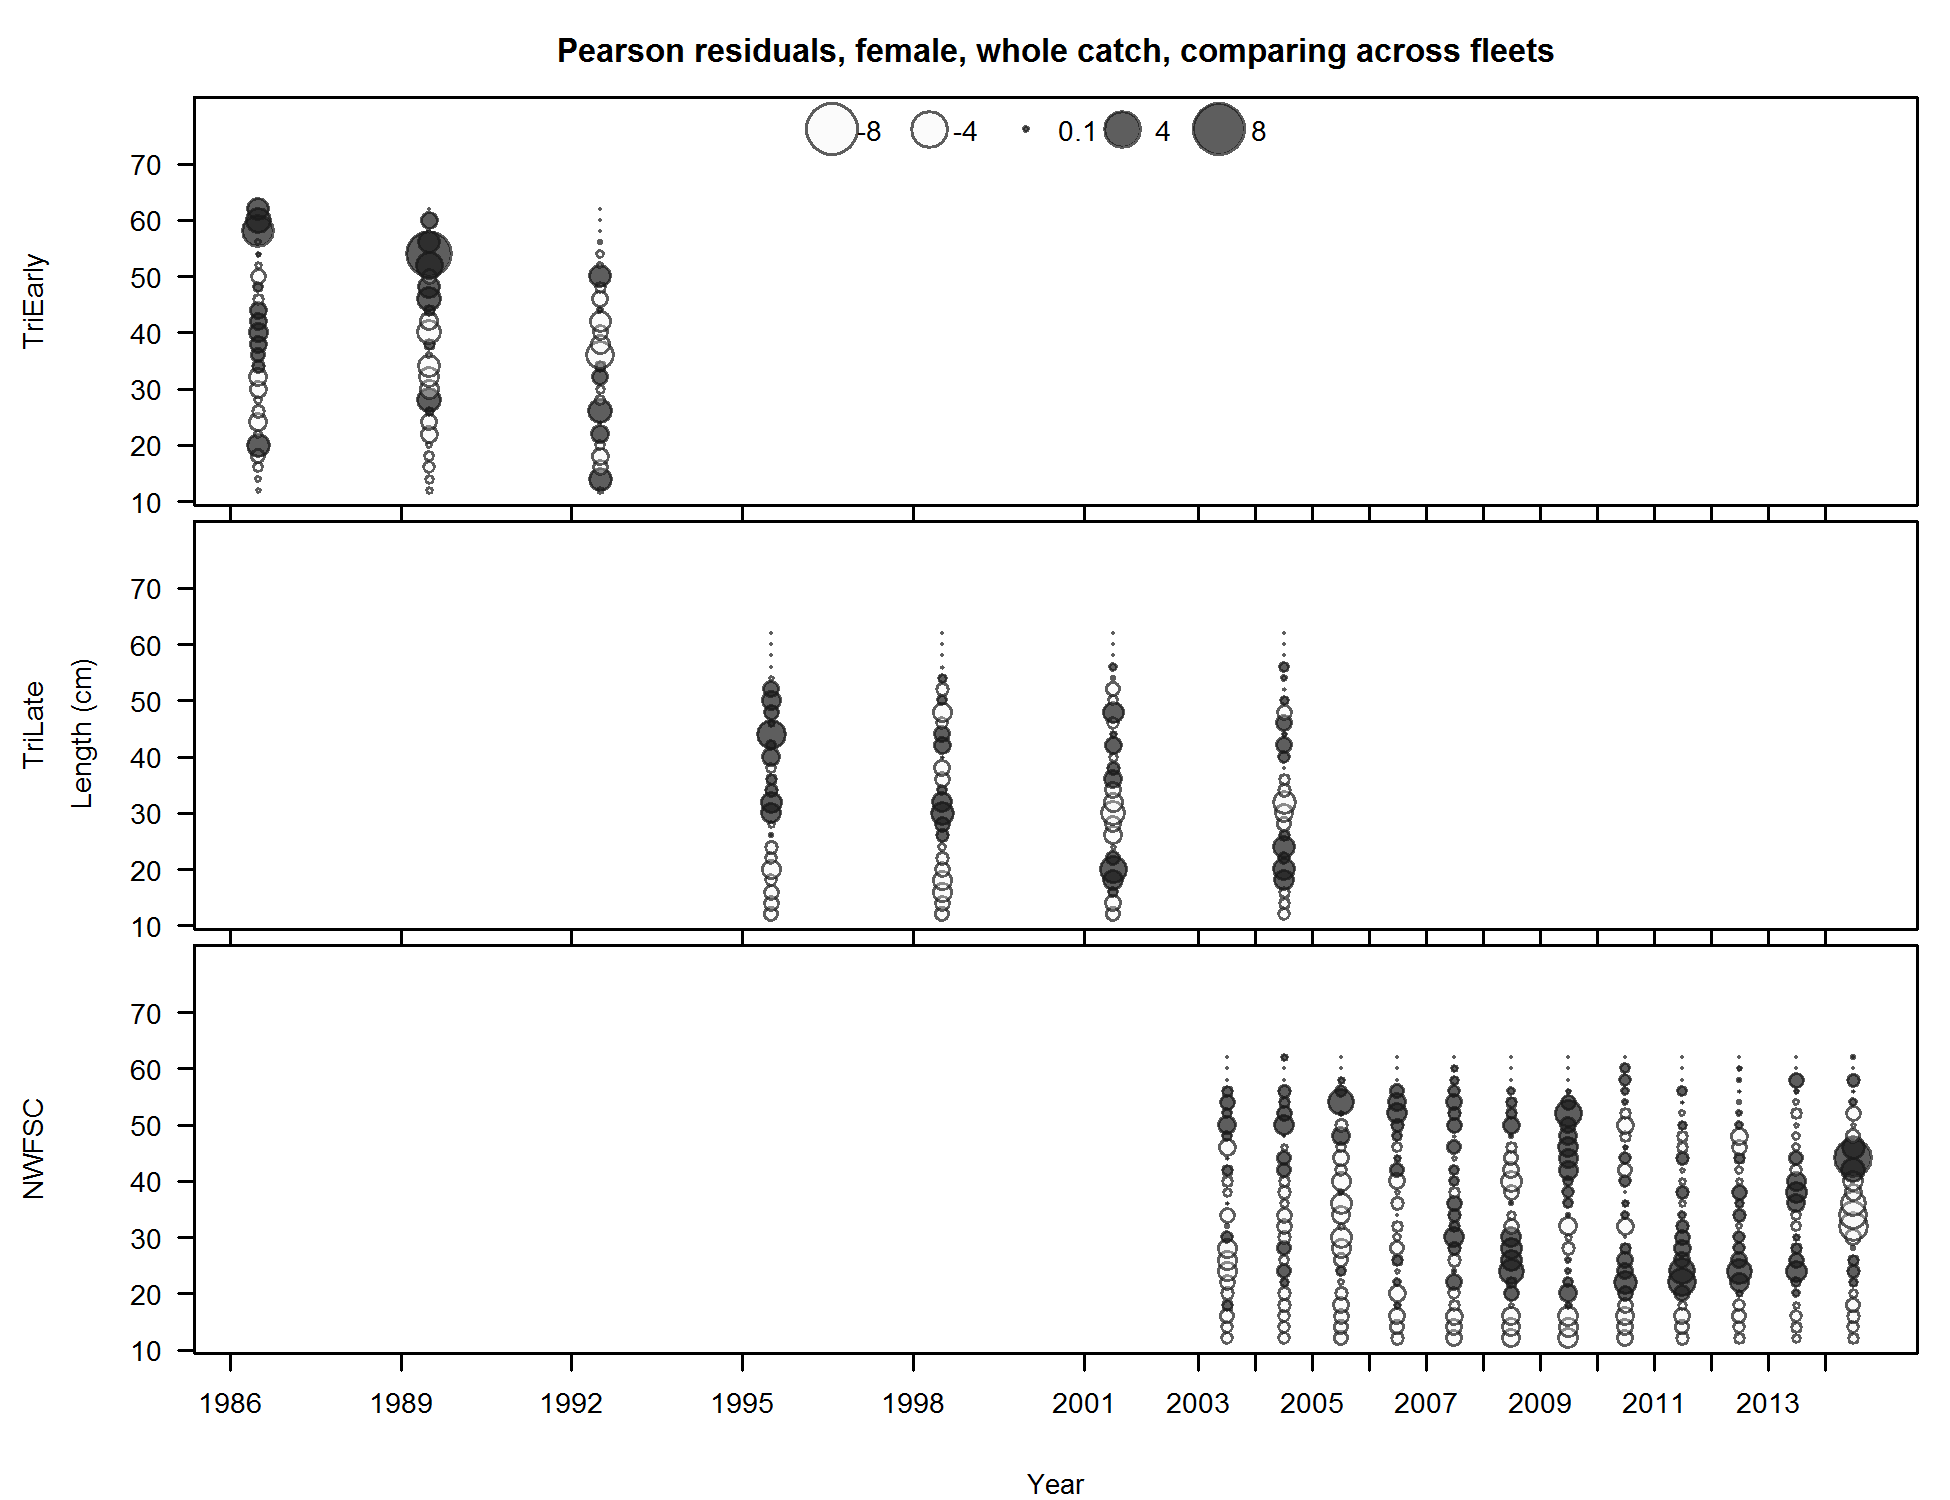 Pearson residuals, female, whole catch, comparing across fleets
-8 -4 0.1 4 8
TriEarly
70
60
50
40
30
20
10
TriLate
Length (cm)
70
60
50
40
30
20
10
NWFSC
70
60
50
40
30
20
10
1986 1989 1992 1995 1998 2001 2003 2005 2007 2009 2011 2013
Year